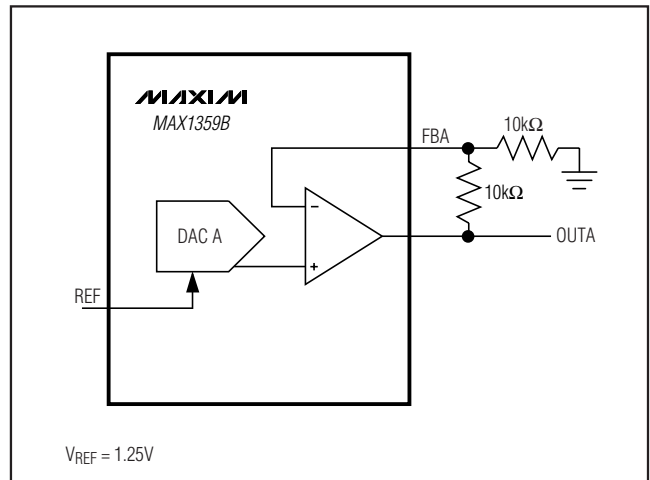 MAXIM
MAX1359B
FBA
10kΩ
10kΩ
DAC A
−
+
OUTA
REF
VREF = 1.25V